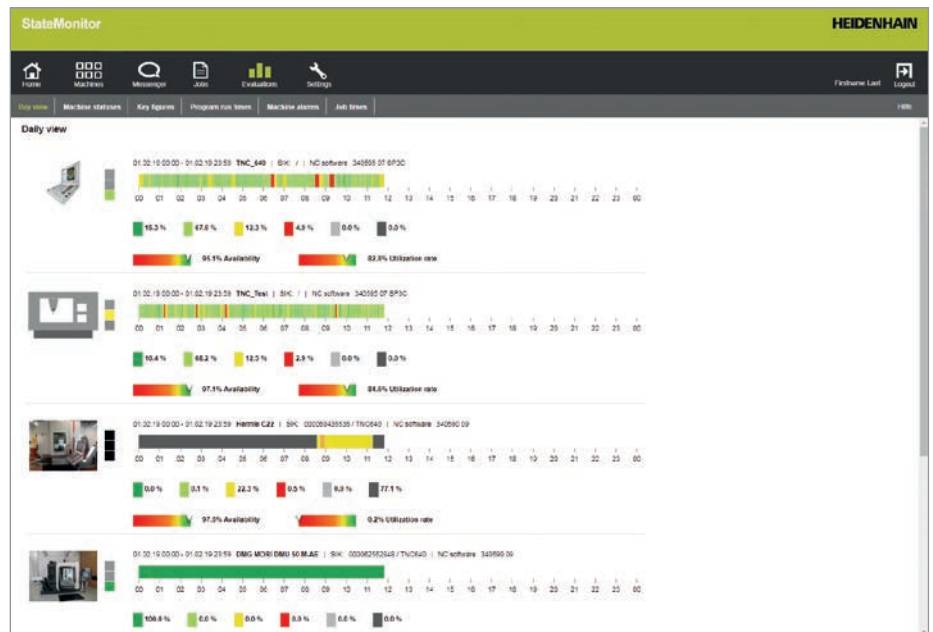 StateMonitor HEIDENHAIN
Home Machines Messenger Jobs Evaluations Settings Firstname Last Logout
Day view Machine statuses Key figures Program run times Machine alarms Job times Hilfe
Daily view
01.02.19 00:00 - 01.02.19 23:59 TNC_640 | SIK: / | NC software
00 01 02 03 04 05 06 07 08 09 10 11 12 13 14 15 16 17 18 19 20 21 22 23 00
15.3 % 67.6 % 12.3 % 4.9 % 0.0 % 0.0 %
95.1% Availability Utilization rate
01.02.19 00:00 - 01.02.19 23:59 TNC_Test | SIK: | NC software
00 01 02 03 04 05 06 07 08 09 10 11 12 13 14 15 16 17 18 19 20 21 22 23 00
10.4 % 68.2 % 12.5 % 2.9 % 0.0 % 0.0 %
97.1% Availability Utilization rate
01.02.19 00:00 - 01.02.19 23:59 Hermle C22 | SIK: / TNC640 | NC software 340590 09
00 01 02 03 04 05 06 07 08 09 10 11 12 13 14 15 16 17 18 19 20 21 22 23 00
0.0 % 0.1 % 22.3 % 0.5 % 0.0 % 77.1 %
Availability 0.2% Utilization rate
01.02.19 00:00 - 01.02.19 23:59 DMG MORI DMU 50 M-AE | SIK: / TNC640 | NC software 340590 09
00 01 02 03 04 05 06 07 08 09 10 11 12 13 14 15 16 17 18 19 20 21 22 23 00
100.0 % 0.0 % 0.0 % 0.0 % 0.0 % 0.0 %